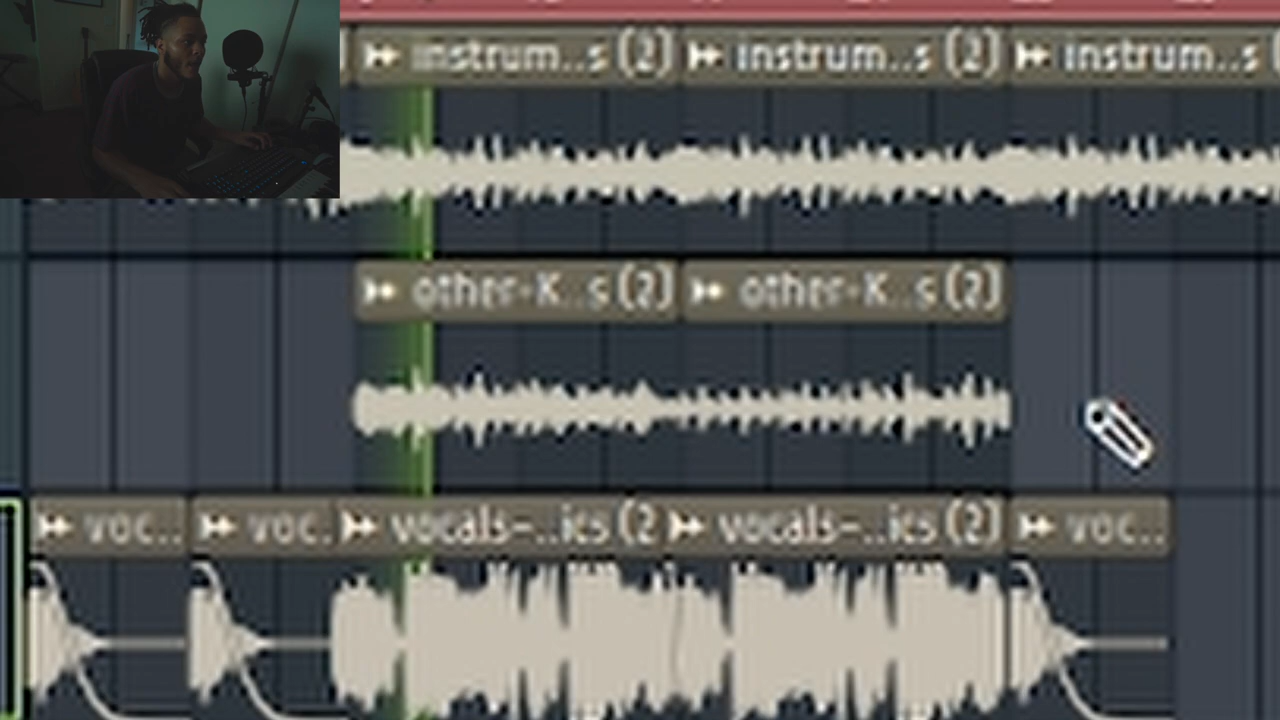 instrum..s (2) instrum..s (2) instrum..s (
other-K..s (2) other-K..s (2)
voc.. voc.. vocals-..ics (2 vocals-..ics (2) voc..